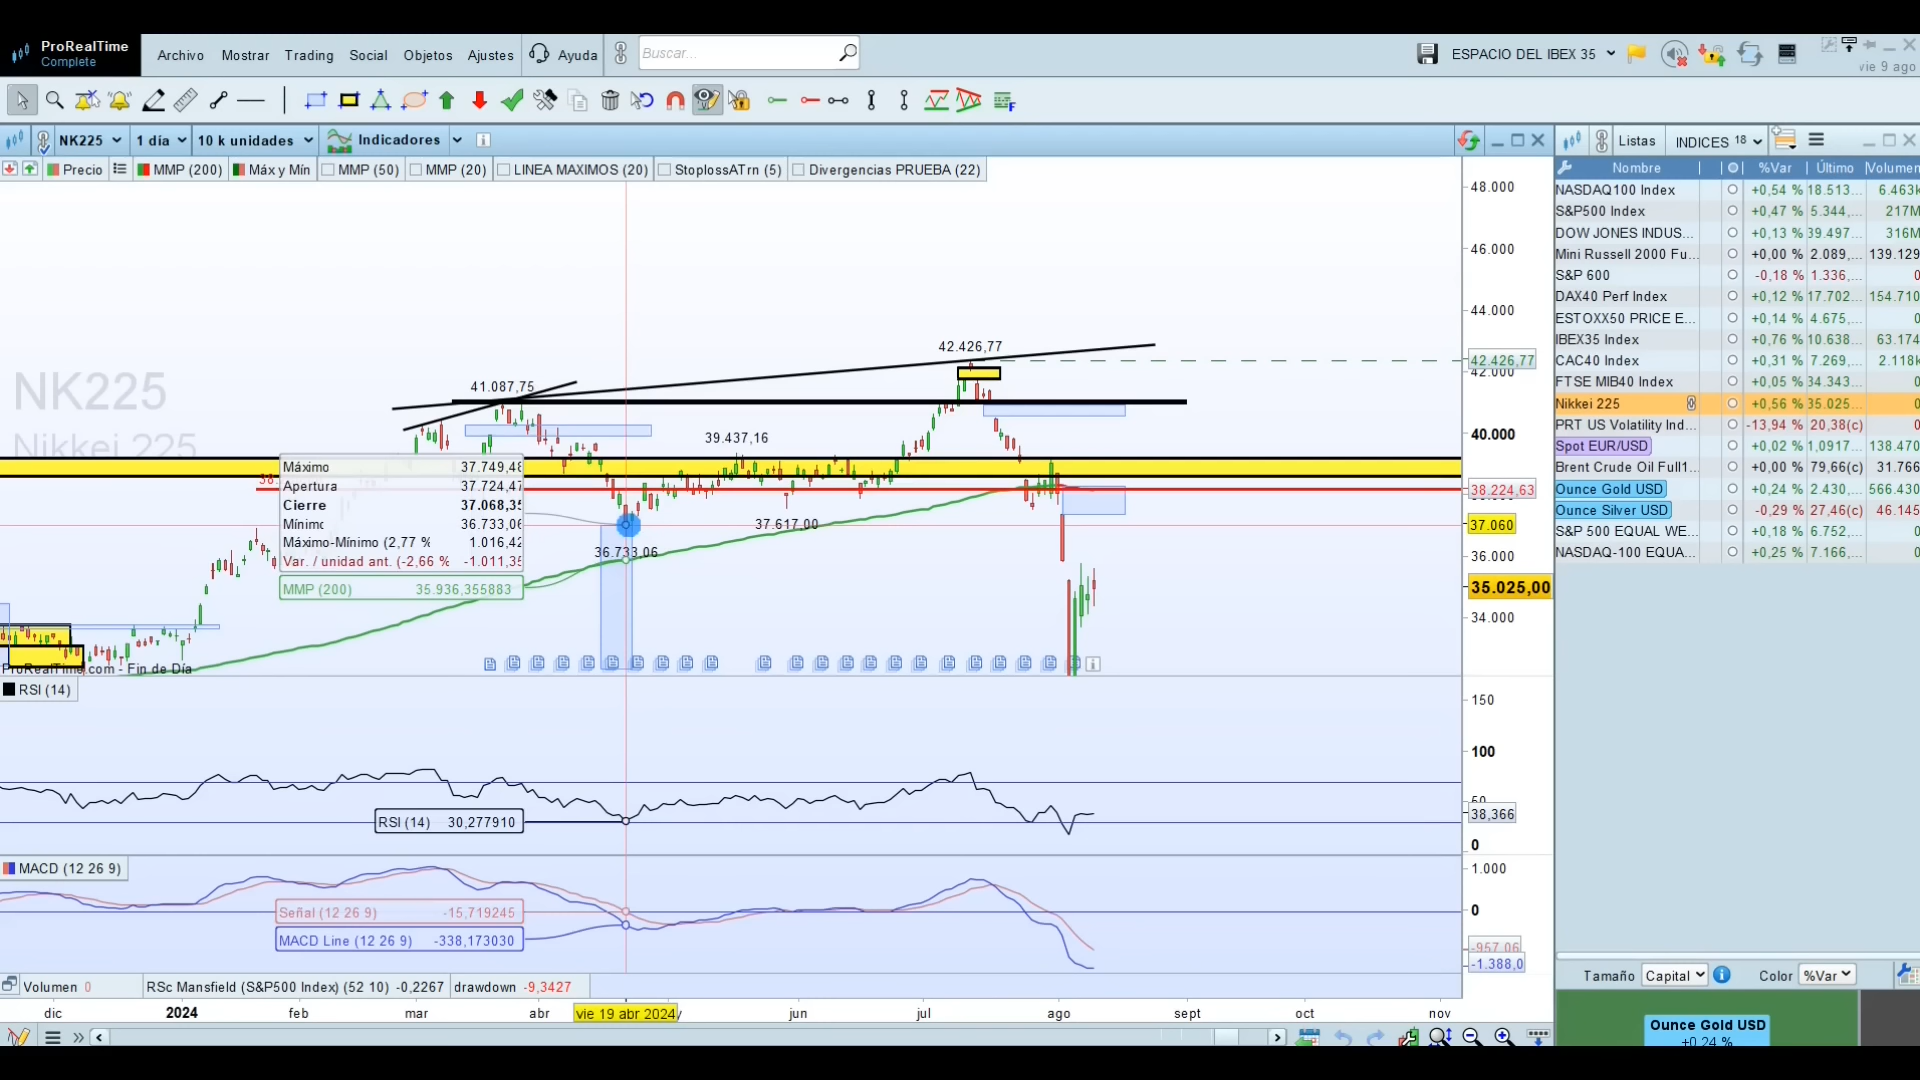 ProRealTime
Complete
Archivo Mostrar Trading Social Objetos Ajustes Ayuda Buscar... ESPACIO DEL IBEX 35
vie 9 ago
NK225 1 día 10 k unidades Indicadores
Precio MMP (200) Máx y Mín MMP (50) MMP (20) LINEA MAXIMOS (20) StoplossATrn (5) Divergencias PRUEBA (22)
NK225
Nikkei 225
48.000
46.000
44.000
42.426,77
42.426,77
42.000
41.087,75
40.000
39.437,16
38.224,63
37.617,00
37.060
36.733,06
36.000
35.025,00
34.000
Máximo 37.749,48
Apertura 37.724,47
Cierre 37.068,35
Mínimo 36.733,06
Máximo-Mínimo (2,77 % 1.016,42
Var. / unidad ant. (-2,66 % -1.011,35
MMP (200) 35.936,355883
ProRealTime.com - Fin de Día
RSI (14)
150
100
50
38,366
0
RSI (14) 30,277910
MACD (12 26 9)
1.000
0
-957,06
-1.388,0
Señal (12 26 9) -15,719245
MACD Line (12 26 9) -338,173030
Volumen 0 RSc Mansfield (S&P500 Index) (52 10) -0,2267 drawdown -9,3427
dic 2024 feb mar abr vie 19 abr 2024 jun jul ago sept oct nov
Listas INDICES 18
Nombre %Var Último Volumen
NASDAQ100 Index +0,54 % 18.513... 6.463k
S&P500 Index +0,47 % 5.344,... 217M
DOW JONES INDUS... +0,13 % 39.497... 316M
Mini Russell 2000 Fu... +0,00 % 2.089,... 139.129
S&P 600 -0,18 % 1.336,... 0
DAX40 Perf Index +0,12 % 17.702... 154.710
ESTOXX50 PRICE E... +0,14 % 4.675,... 0
IBEX35 Index +0,76 % 10.638... 63.174
CAC40 Index +0,31 % 7.269,... 2.118k
FTSE MIB40 Index +0,05 % 34.343... 0
Nikkei 225 +0,56 % 35.025... 0
PRT US Volatility Ind... -13,94 % 20,38(c) 0
Spot EUR/USD +0,02 % 1,0917... 138.470
Brent Crude Oil Full1... +0,00 % 79,66(c) 31.766
Ounce Gold USD +0,24 % 2.430,... 566.430
Ounce Silver USD -0,29 % 27,46(c) 46.145
S&P 500 EQUAL WE... +0,18 % 6.752,... 0
NASDAQ-100 EQUA... +0,25 % 7.166,... 0
Tamaño Capital Color %Var
Ounce Gold USD
+0,24 %